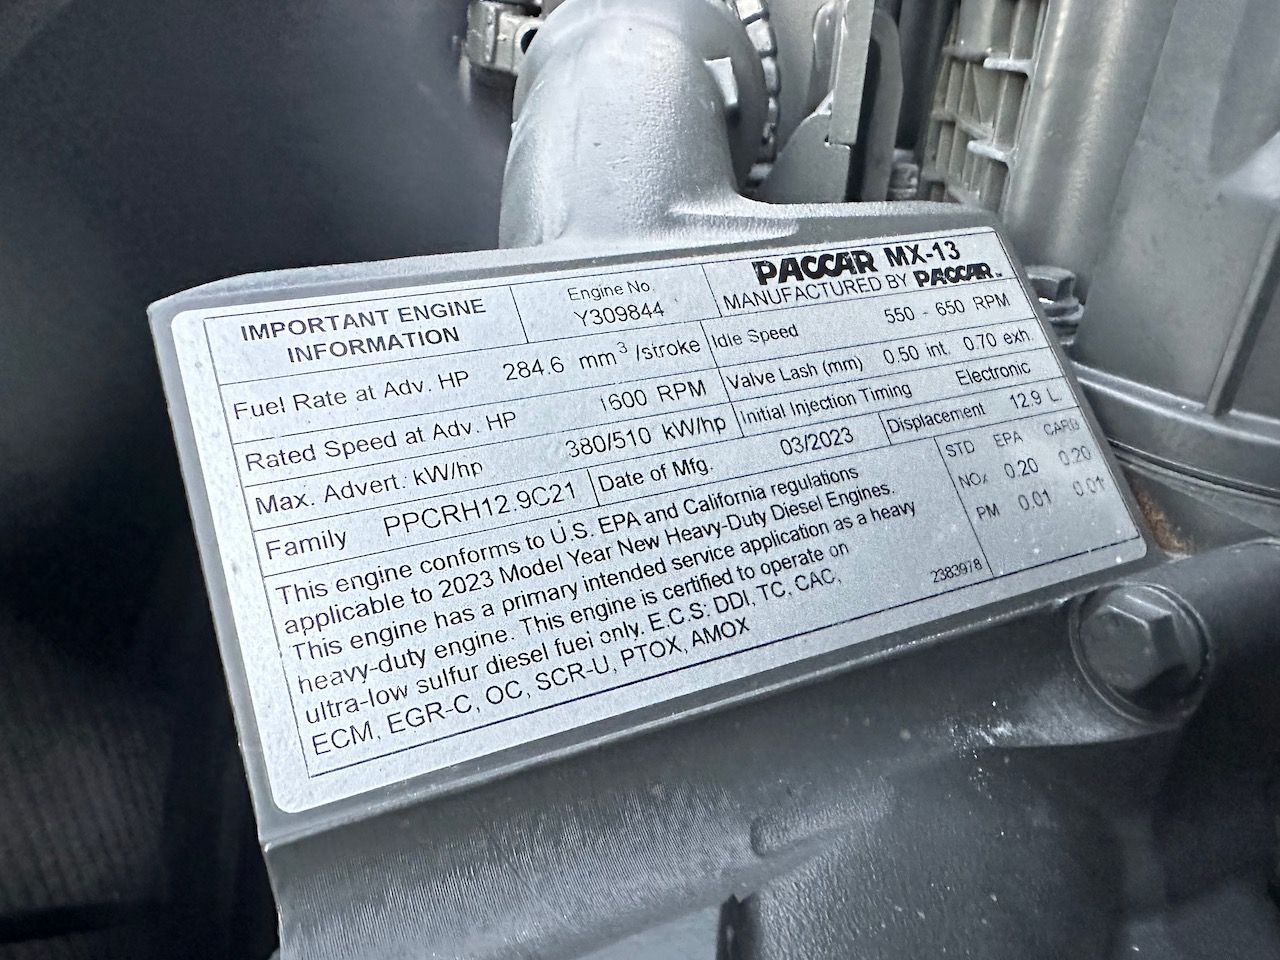 IMPORTANT ENGINE
INFORMATION
Engine No.
Y309844
PACCAR MX-13
MANUFACTURED BY PACCAR™
Fuel Rate at Adv. HP 284.6 mm³ /stroke
Idle Speed 550 - 650 RPM
Rated Speed at Adv. HP 1600 RPM
Valve Lash (mm) 0.50 int. 0.70 exh.
Max. Advert. kW/hp 380/510 kW/hp
Initial Injection Timing Electronic
Family PPCRH12.9C21
Date of Mfg. 03/2023
Displacement 12.9 L
This engine conforms to U.S. EPA and California regulations
applicable to 2023 Model Year New Heavy-Duty Diesel Engines.
This engine has a primary intended service application as a heavy
heavy-duty engine. This engine is certified to operate on
ultra-low sulfur diesel fuel only. E.C.S: DDI, TC, CAC,
ECM, EGR-C, OC, SCR-U, PTOX, AMOX
STD EPA CARB
NOx 0.20 0.20
PM 0.01 0.01
2383978